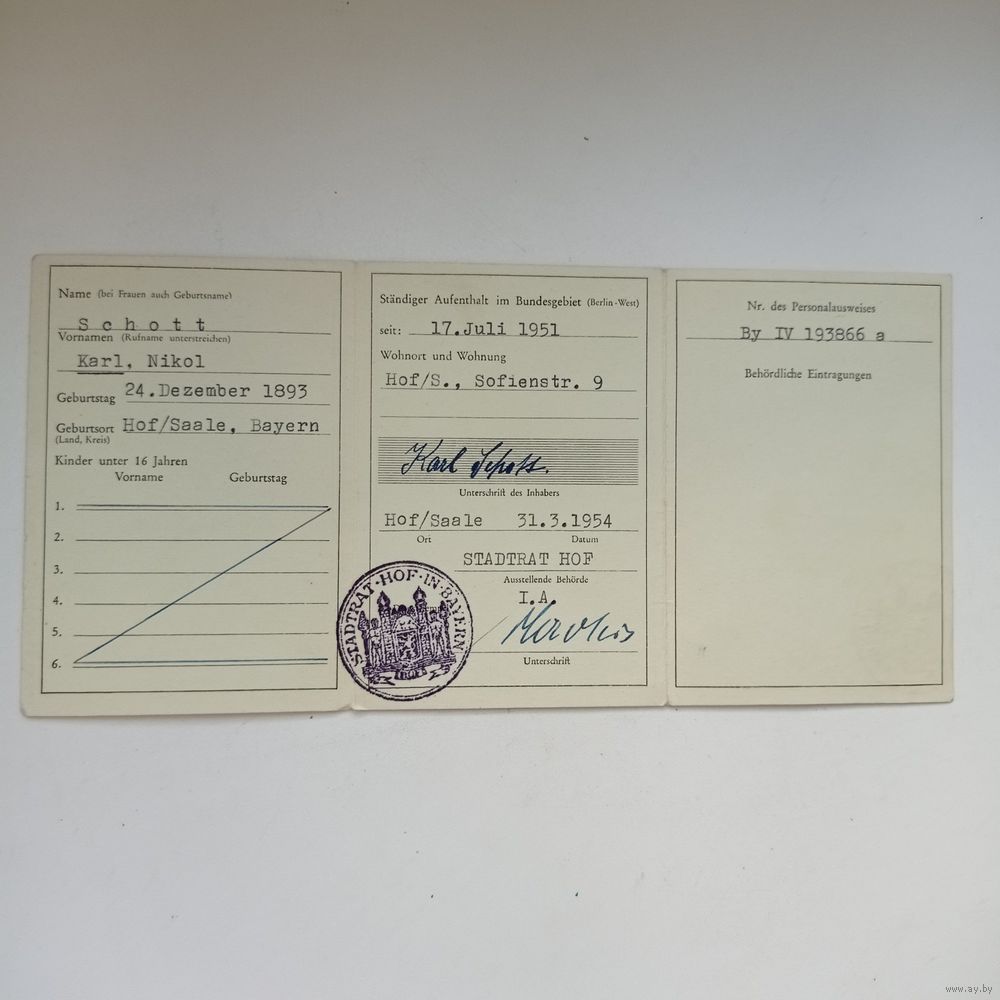 Name (bei Frauen auch Geburtsname)
Schott
Vornamen (Rufname unterstreichen)
Karl, Nikol
Geburtstag 24.Dezember 1893
Geburtsort Hof/Saale, Bayern
(Land, Kreis)
Kinder unter 16 Jahren
Vorname Geburtstag
1.
2.
3.
4.
5.
6.
Ständiger Aufenthalt im Bundesgebiet (Berlin-West)
seit: 17.Juli 1951
Wohnort und Wohnung
Hof/S., Sofienstr. 9
Karl Schott.
Unterschrift des Inhabers
Hof/Saale 31.3.1954
Ort Datum
STADTRAT HOF
Ausstellende Behörde
I.A.
Unterschrift
STADTRAT·HOF·IN·BAYERN
HOF
Nr. des Personalausweises
By IV 193866 a
Behördliche Eintragungen
www.ay.by